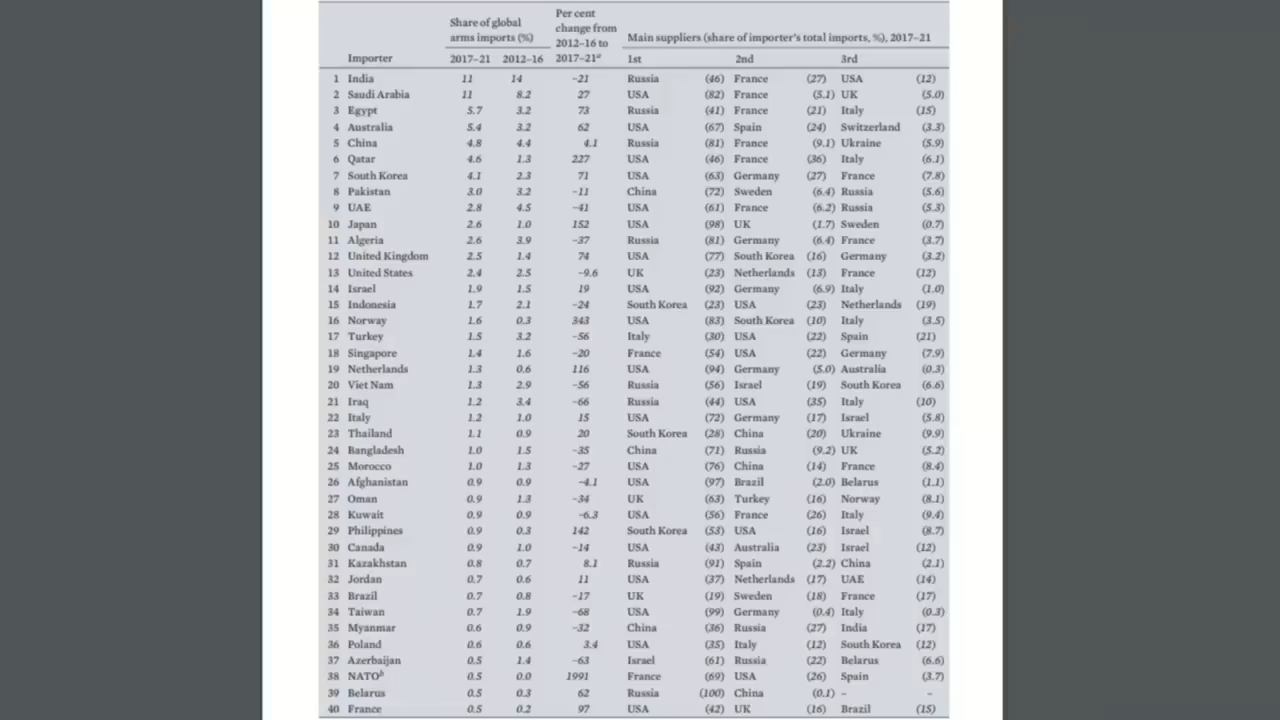 Share of global
arms imports (%)
Per cent
change from
2012–16 to
2017–21ᵃ
Main suppliers (share of importer's total imports, %), 2017–21
Importer 2017–21 2012–16 1st 2nd 3rd
1 India 11 14 –21 Russia (46) France (27) USA (12)
2 Saudi Arabia 11 8.2 27 USA (82) France (5.1) UK (5.0)
3 Egypt 5.7 3.2 73 Russia (41) France (21) Italy (15)
4 Australia 5.4 3.2 62 USA (67) Spain (24) Switzerland (3.3)
5 China 4.8 4.4 4.1 Russia (81) France (9.1) Ukraine (5.9)
6 Qatar 4.6 1.3 227 USA (46) France (36) Italy (6.1)
7 South Korea 4.1 2.3 71 USA (63) Germany (27) France (7.8)
8 Pakistan 3.0 3.2 –11 China (72) Sweden (6.4) Russia (5.6)
9 UAE 2.8 4.5 –41 USA (61) France (6.2) Russia (5.3)
10 Japan 2.6 1.0 152 USA (98) UK (1.7) Sweden (0.7)
11 Algeria 2.6 3.9 –37 Russia (81) Germany (6.4) France (3.7)
12 United Kingdom 2.5 1.4 74 USA (77) South Korea (16) Germany (3.2)
13 United States 2.4 2.5 –9.6 UK (23) Netherlands (13) France (12)
14 Israel 1.9 1.5 19 USA (92) Germany (6.9) Italy (1.0)
15 Indonesia 1.7 2.1 –24 South Korea (23) USA (23) Netherlands (19)
16 Norway 1.6 0.3 343 USA (83) South Korea (10) Italy (3.5)
17 Turkey 1.5 3.2 –56 Italy (30) USA (22) Spain (21)
18 Singapore 1.4 1.6 –20 France (54) USA (22) Germany (7.9)
19 Netherlands 1.3 0.6 116 USA (94) Germany (5.0) Australia (0.3)
20 Viet Nam 1.3 2.9 –56 Russia (56) Israel (19) South Korea (6.6)
21 Iraq 1.2 3.4 –66 Russia (44) USA (35) Italy (10)
22 Italy 1.2 1.0 15 USA (72) Germany (17) Israel (5.8)
23 Thailand 1.1 0.9 20 South Korea (28) China (20) Ukraine (9.9)
24 Bangladesh 1.0 1.5 –35 China (71) Russia (9.2) UK (5.2)
25 Morocco 1.0 1.3 –27 USA (76) China (14) France (8.4)
26 Afghanistan 0.9 0.9 –4.1 USA (97) Brazil (2.0) Belarus (1.1)
27 Oman 0.9 1.3 –34 UK (63) Turkey (16) Norway (8.1)
28 Kuwait 0.9 0.9 –6.3 USA (56) France (26) Italy (9.4)
29 Philippines 0.9 0.3 142 South Korea (53) USA (16) Israel (8.7)
30 Canada 0.9 1.0 –14 USA (43) Australia (23) Israel (12)
31 Kazakhstan 0.8 0.7 8.1 Russia (91) Spain (2.2) China (2.1)
32 Jordan 0.7 0.6 11 USA (37) Netherlands (17) UAE (14)
33 Brazil 0.7 0.8 –17 UK (19) Sweden (18) France (17)
34 Taiwan 0.7 1.9 –68 USA (99) Germany (0.4) Italy (0.3)
35 Myanmar 0.6 0.9 –32 China (36) Russia (27) India (17)
36 Poland 0.6 0.6 3.4 USA (35) Italy (12) South Korea (12)
37 Azerbaijan 0.5 1.4 –63 Israel (61) Russia (22) Belarus (6.6)
38 NATOᵇ 0.5 0.0 1991 France (69) USA (26) Spain (3.7)
39 Belarus 0.5 0.3 62 Russia (100) China (0.1) – –
40 France 0.5 0.2 97 USA (42) UK (16) Brazil (15)